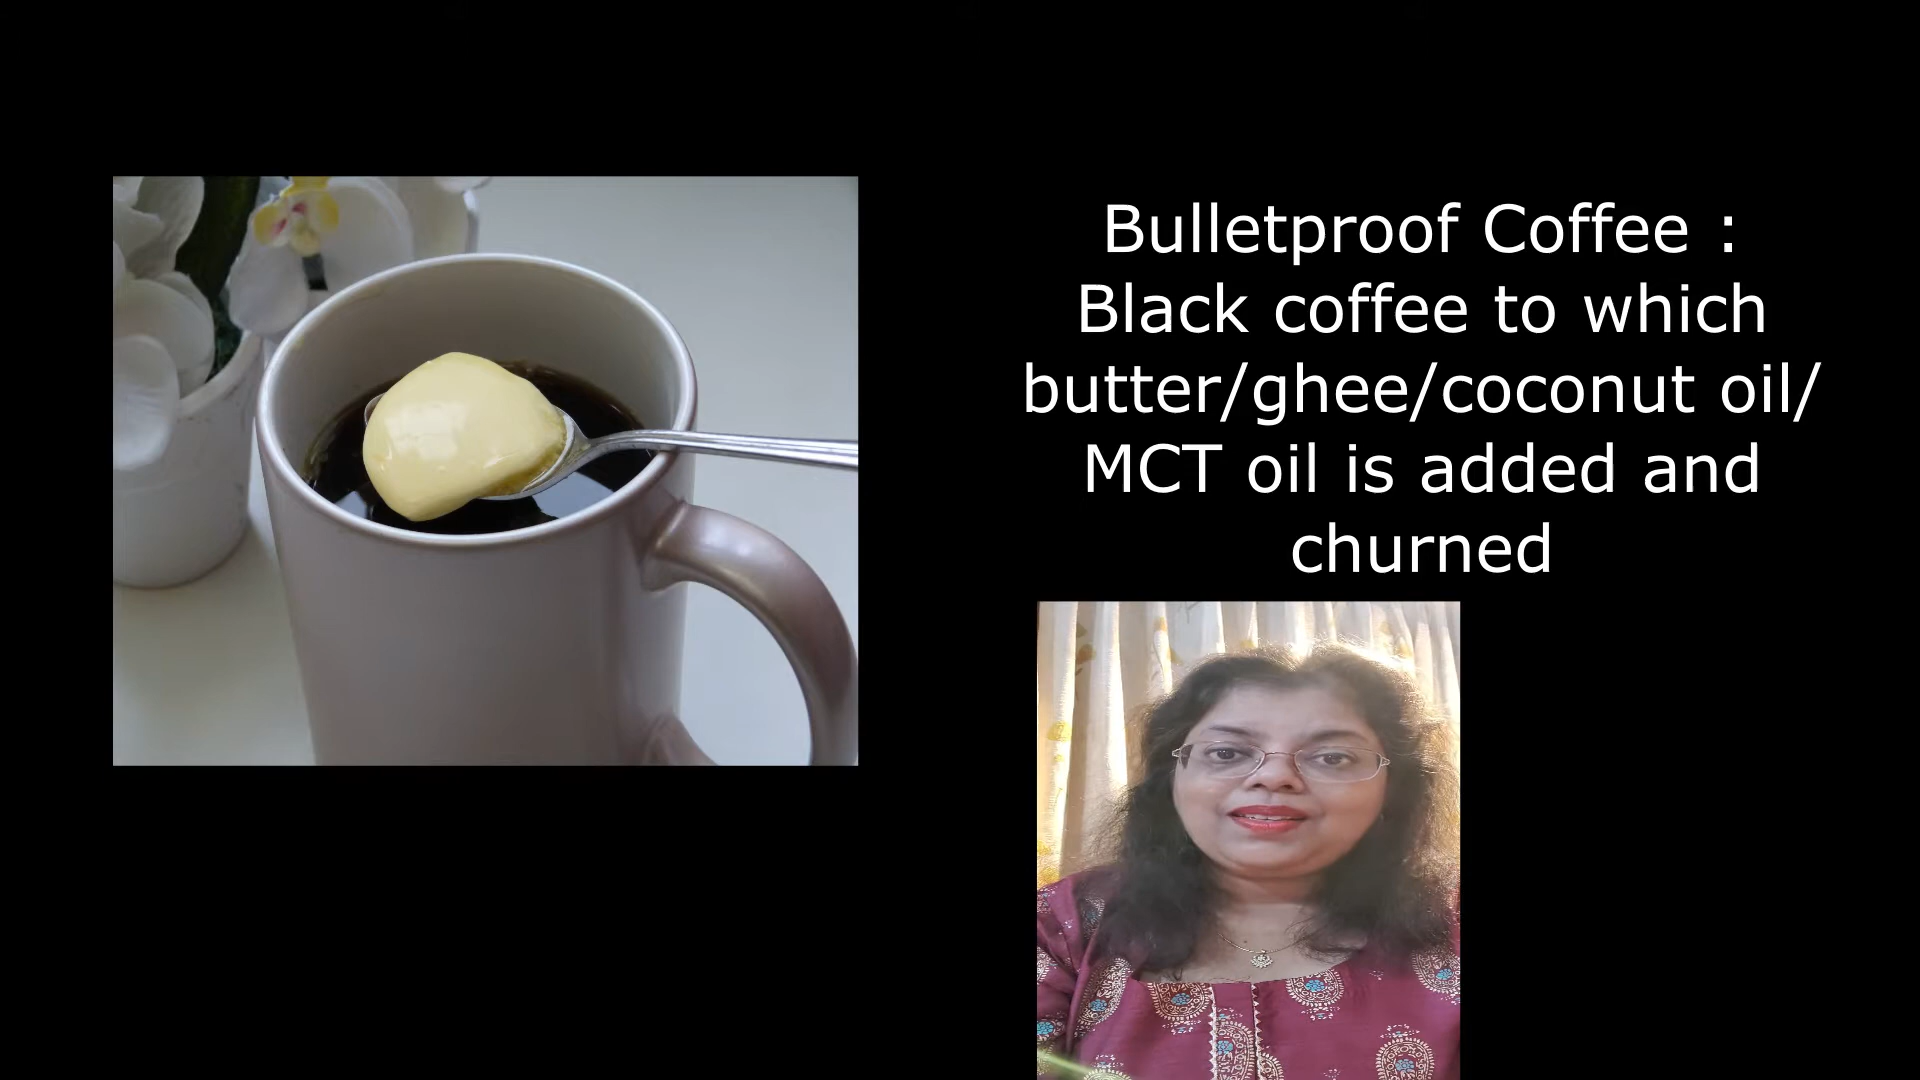 Bulletproof Coffee :
Black coffee to which
butter/ghee/coconut oil/
MCT oil is added and
churned